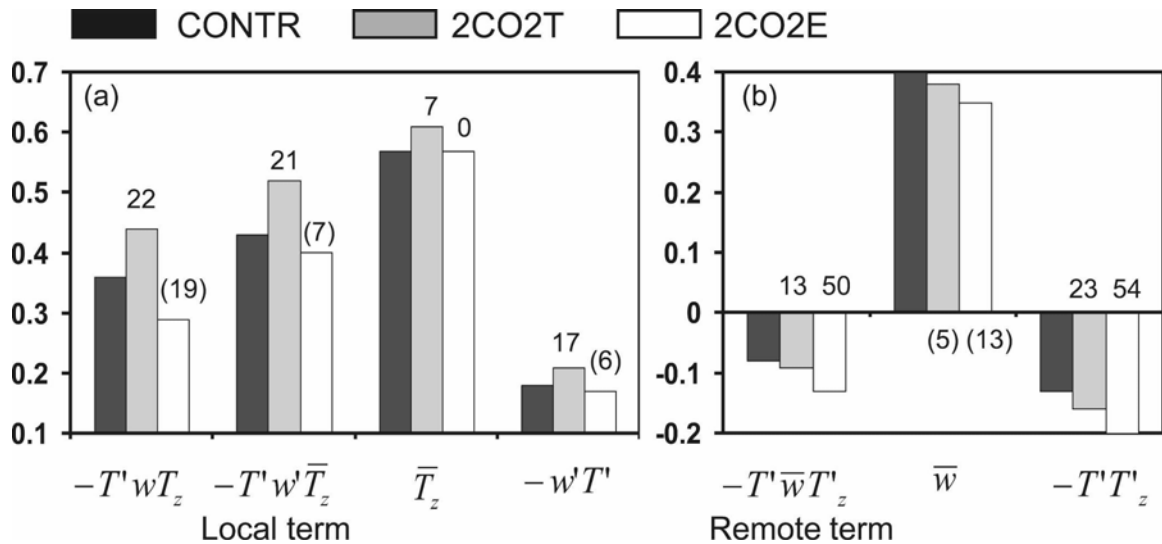 CONTR 2CO2T 2CO2E
0.7 (a) 7 0.4 (b)
0.6 21 0 0.3
0.5 22 (7) 0.2
0.4 (19) 0.1 13 50 23 54
0.3 17 (6) 0 (5) (13)
0.2 -0.1
0.1 -0.2
−T'wT_z −T'w'T̅_z T̅_z −w'T' −T'w̅T'_z w̅ −T'T'_z
Local term Remote term